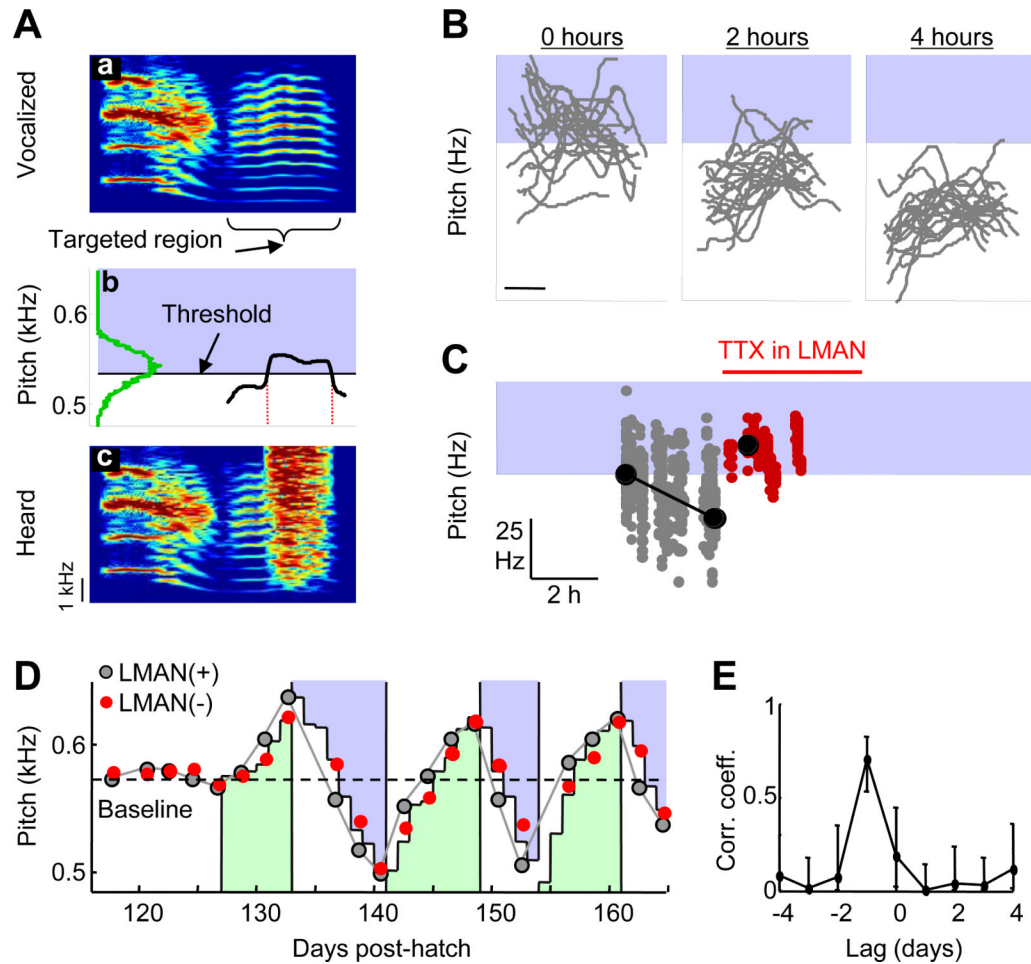 A
Vocalized
a
Targeted region
b
Pitch (kHz)
0.6
0.5
Threshold
c
Heard
1 kHz
B
0 hours
2 hours
4 hours
Pitch (Hz)
C
TTX in LMAN
Pitch (Hz)
25
Hz
2 h
D
LMAN(+)
LMAN(-)
Pitch (kHz)
0.6
0.5
Baseline
120 130 140 150 160
Days post-hatch
E
Corr. coeff.
1
0.5
0
-4 -2 0 2 4
Lag (days)